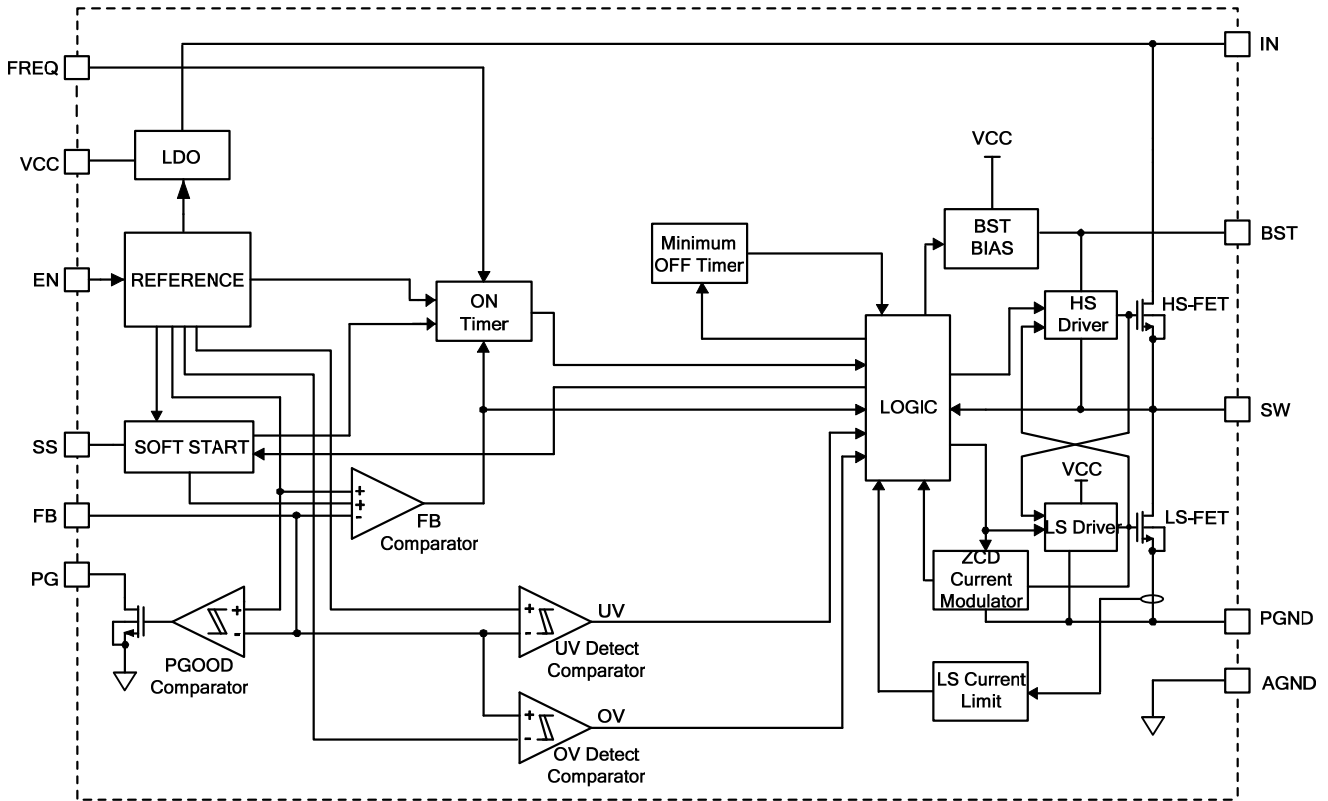 IN
FREQ
LDO
VCC
VCC
BST
BIAS
BST
Minimum
OFF Timer
EN
REFERENCE
ON
Timer
HS
Driver
HS-FET
LOGIC
SW
SS
SOFT START
VCC
+
+
-
FB
FB
Comparator
LS Driver
LS-FET
PG
ZCD
Current
Modulator
+
-
PGOOD
Comparator
+
-
UV
UV Detect
Comparator
PGND
LS Current
Limit
AGND
+
-
OV
OV Detect
Comparator